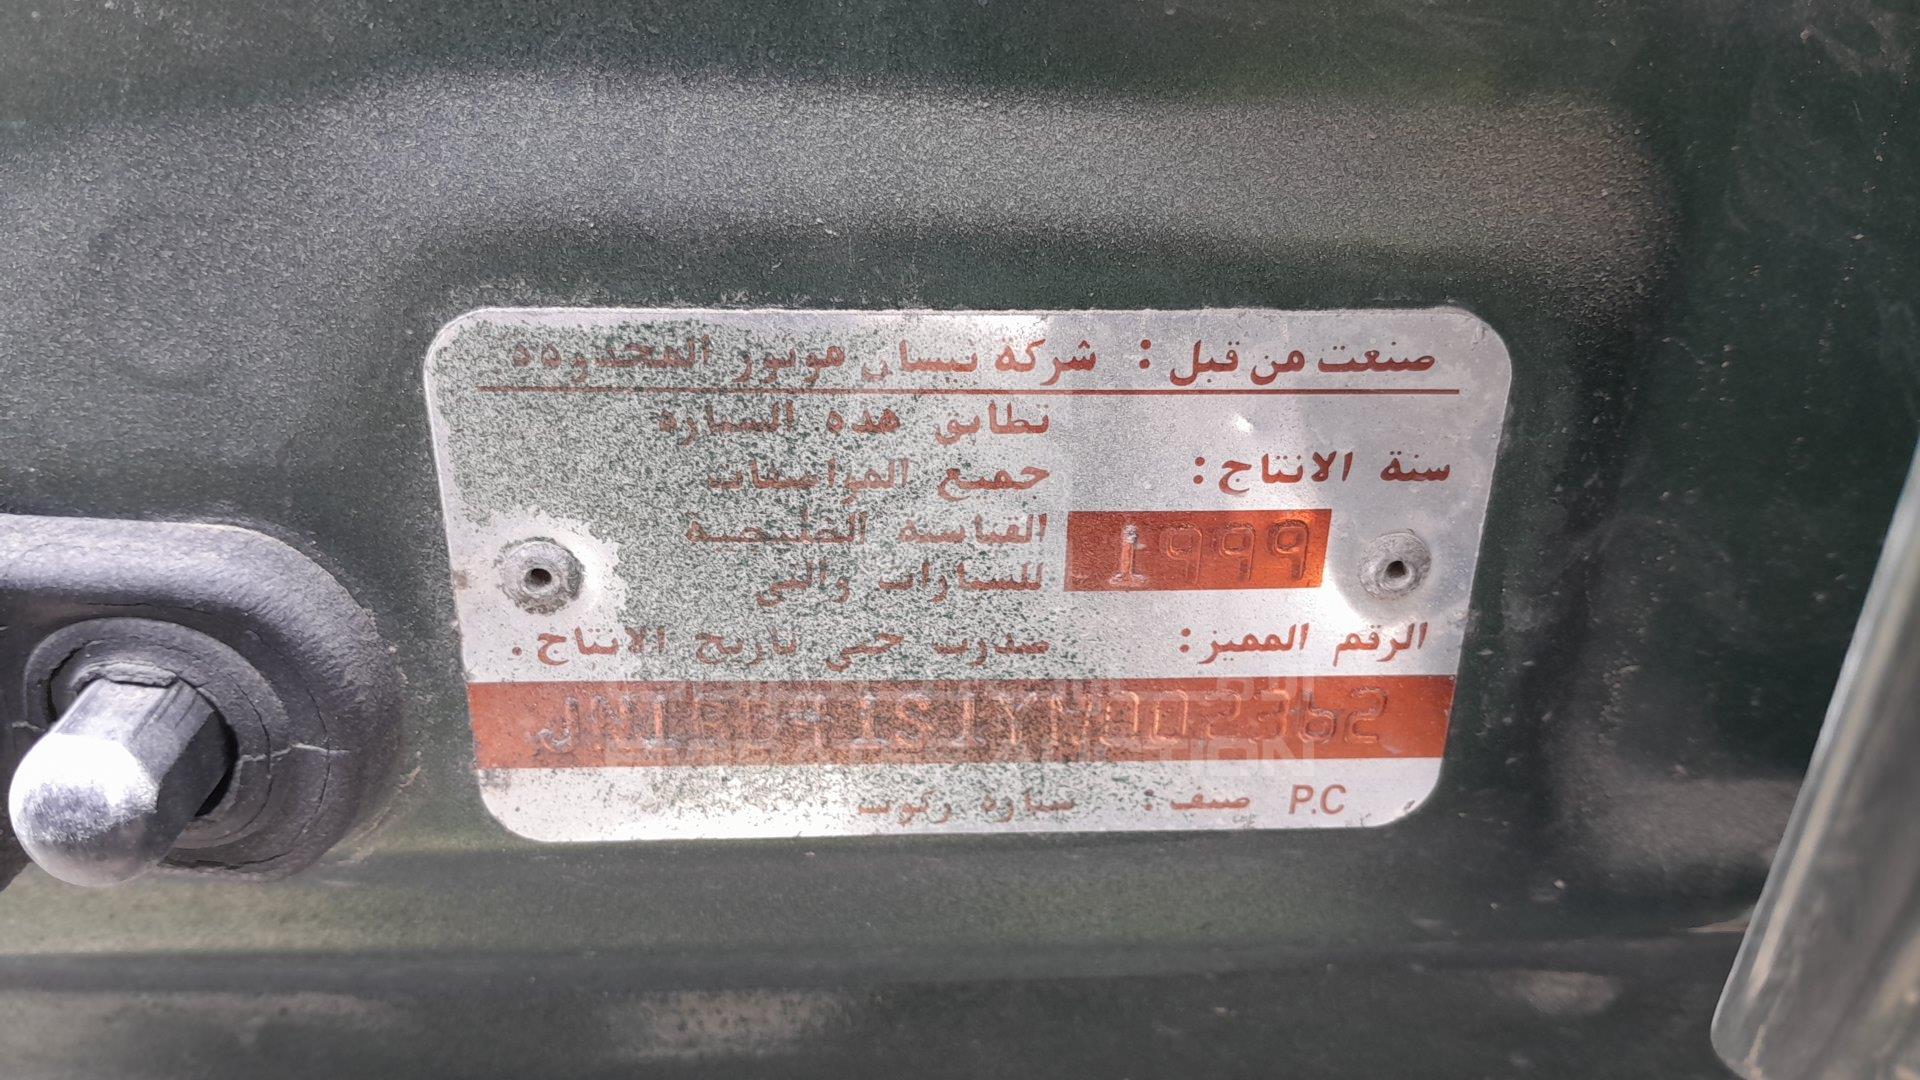 صنعت من قبل : شركة نيسان موتور المحدودة
تطابق هذه السيارة
جميع المواصفات
سنة الانتاج :
القياسية الخليجية
1999
للسيارات والتي
صدرت حتى تاريخ الانتاج .
الرقم المميز :
P.C صنف : سيارة ركوب